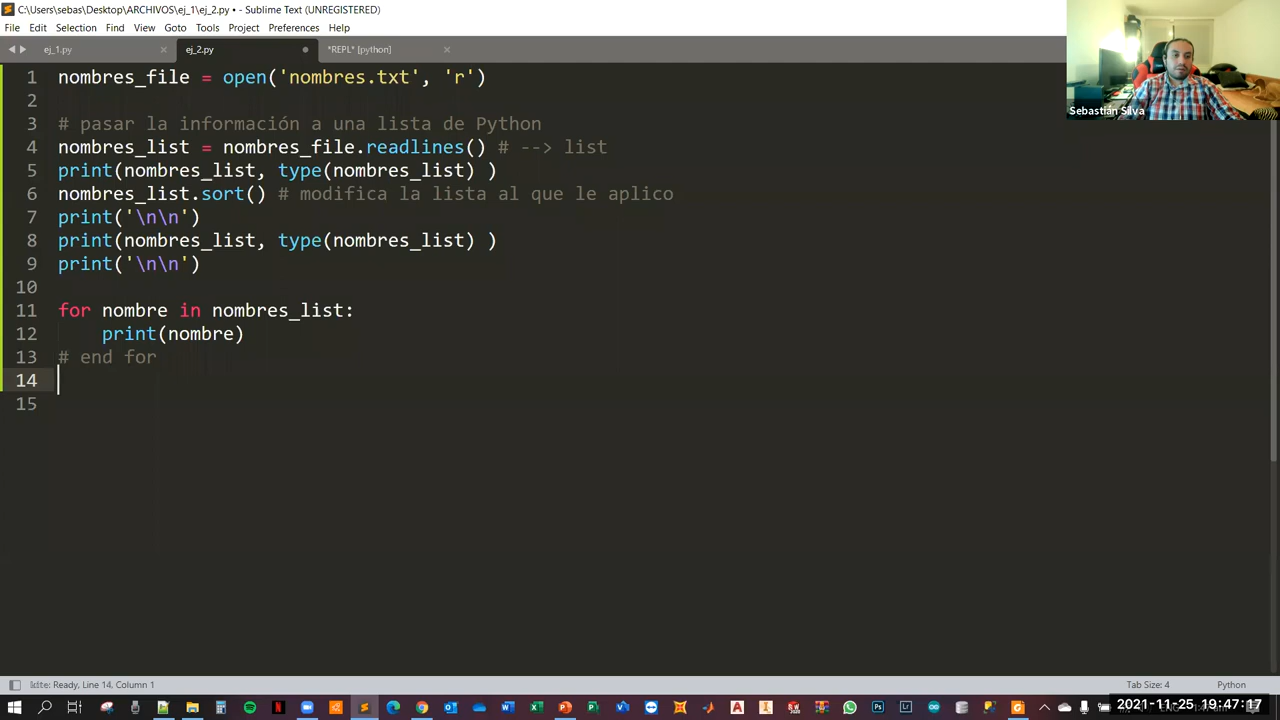 C:\Users\sebas\Desktop\ARCHIVOS\ej_1\ej_2.py • - Sublime Text (UNREGISTERED)
File Edit Selection Find View Goto Tools Project Preferences Help
ej_1.py ej_2.py *REPL* [python]
1 nombres_file = open('nombres.txt', 'r')
2
3 # pasar la información a una lista de Python
4 nombres_list = nombres_file.readlines() # --> list
5 print(nombres_list, type(nombres_list) )
6 nombres_list.sort() # modifica la lista al que le aplico
7 print('\n\n')
8 print(nombres_list, type(nombres_list) )
9 print('\n\n')
10
11 for nombre in nombres_list:
12 print(nombre)
13 # end for
14
15
Sebastián Silva
Ready, Line 14, Column 1
Tab Size: 4 Python
2021-11-25 19:47:17